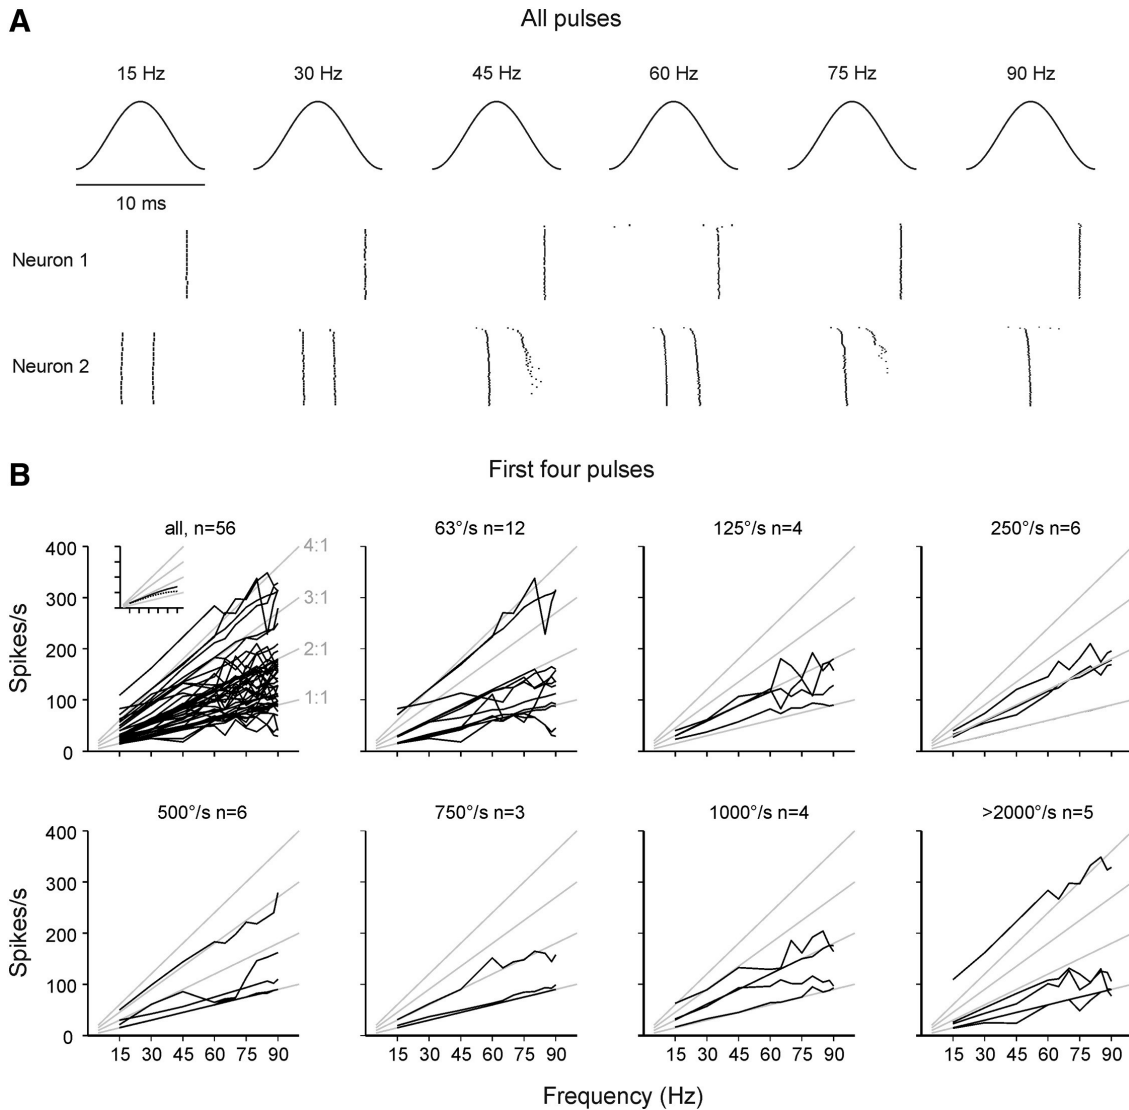 A
All pulses
15 Hz 30 Hz 45 Hz 60 Hz 75 Hz 90 Hz
10 ms
Neuron 1
Neuron 2
B
First four pulses
all, n=56 63°/s n=12 125°/s n=4 250°/s n=6
400
300
200
100
0
4:1
3:1
2:1
1:1
Spikes/s
500°/s n=6 750°/s n=3 1000°/s n=4 >2000°/s n=5
400
300
200
100
0
Spikes/s
15 30 45 60 75 90 15 30 45 60 75 90 15 30 45 60 75 90 15 30 45 60 75 90
Frequency (Hz)